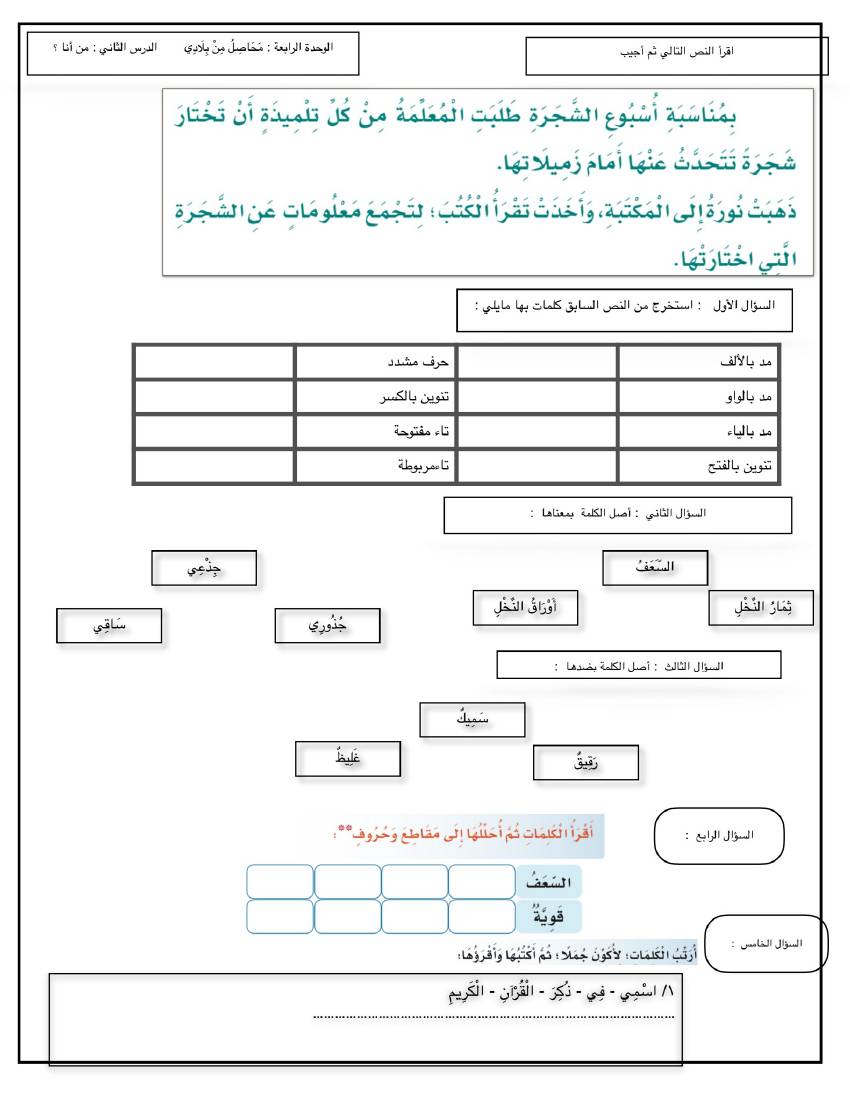 الوحدة الرابعة : مَحَاصِلُ مِنْ بِلَادِي الدرس الثاني : من أنا ؟
اقرأ النص التالي ثم أجيب
بِمُنَاسَبَةِ أُسْبُوعِ الشَّجَرَةِ طَلَبَتِ الْمُعَلِّمَةُ مِنْ كُلِّ تِلْمِيذَةٍ أَنْ تَخْتَارَ
شَجَرَةً تَتَحَدَّثُ عَنْهَا أَمَامَ زَمِيلَاتِهَا.
ذَهَبَتْ نُورَةُ إِلَى الْمَكْتَبَةِ، وَأَخَذَتْ تَقْرَأُ الْكُتُبَ ؛ لِتَجْمَعَ مَعْلُومَاتٍ عَنِ الشَّجَرَةِ
الَّتِي اخْتَارَتْهَا.
السؤال الأول : استخرج من النص السابق كلمات بها مايلي :
مد بالألف حرف مشدد
مد بالواو تنوين بالكسر
مد بالياء تاء مفتوحة
تنوين بالفتح تاءمربوطة
السؤال الثاني : أصل الكلمة بمعناها :
السَّعَفُ جِذْعِي
ثِمَارُ النَّخْلِ أَوْرَاقُ النَّخْلِ جُذُورِي سَاقِي
السؤال الثالث : أصل الكلمة بضدها :
سَمِيكٌ
رَقِيقٌ غَلِيظٌ
السؤال الرابع :
أَقْرَأُ الْكَلِمَاتِ ثُمَّ أُحَلِّلُهَا إِلَى مَقَاطِعَ وَحُرُوفٍ**:
السَّعَفُ
قَوِيَّةٌ
السؤال الخامس :
أُرَتِّبُ الْكَلِمَاتِ؛ لِأُكَوِّنَ جُمَلًا ؛ ثُمَّ أَكْتُبُهَا وَأَقْرَؤُهَا:
١/ اسْمِي - فِي - ذُكِرَ - الْقُرْآنِ - الْكَرِيمِ
................................................................................